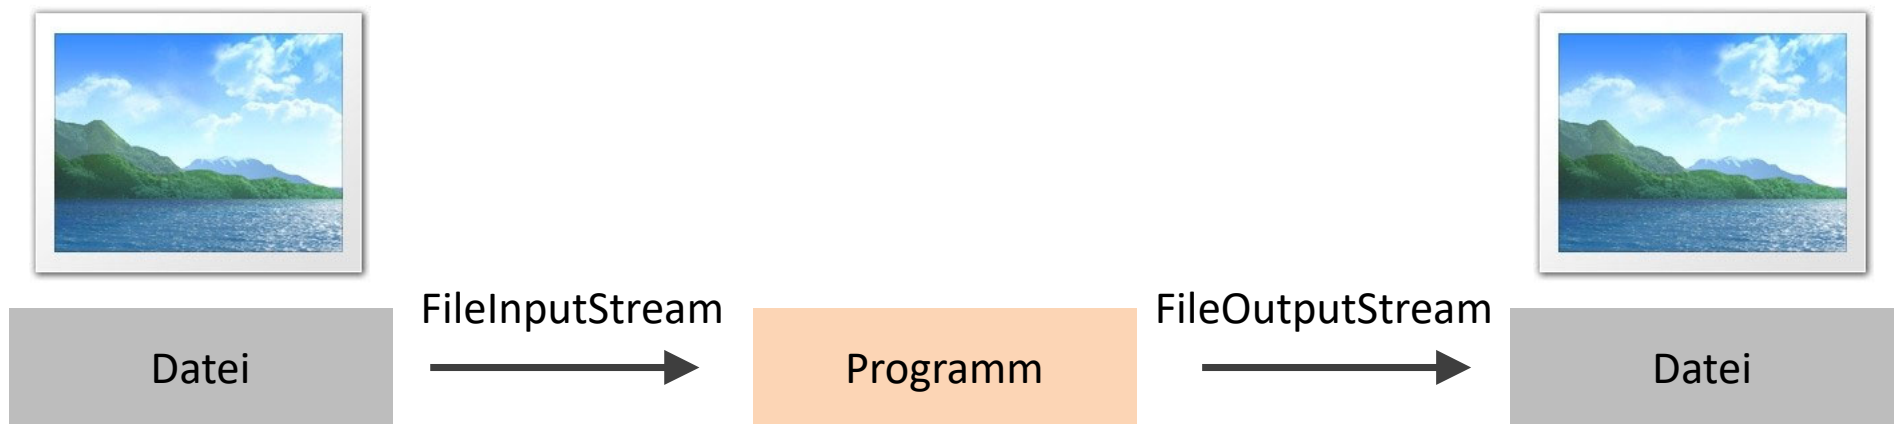 FileInputStream
FileOutputStream
Datei
Programm
Datei